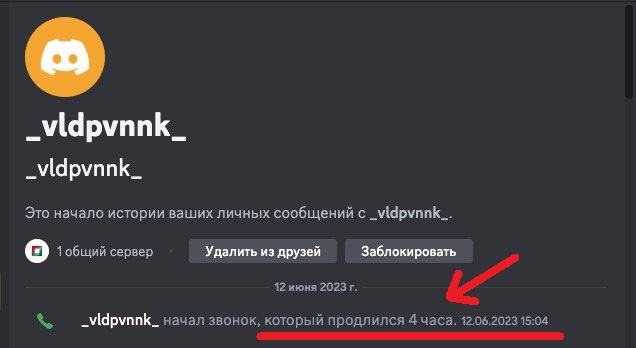 _vldpvnnk_
_vldpvnnk_
Это начало истории ваших личных сообщений с _vldpvnnk_.
1 общий сервер • Удалить из друзей Заблокировать
12 июня 2023 г.
_vldpvnnk_ начал звонок, который продлился 4 часа. 12.06.2023 15:04